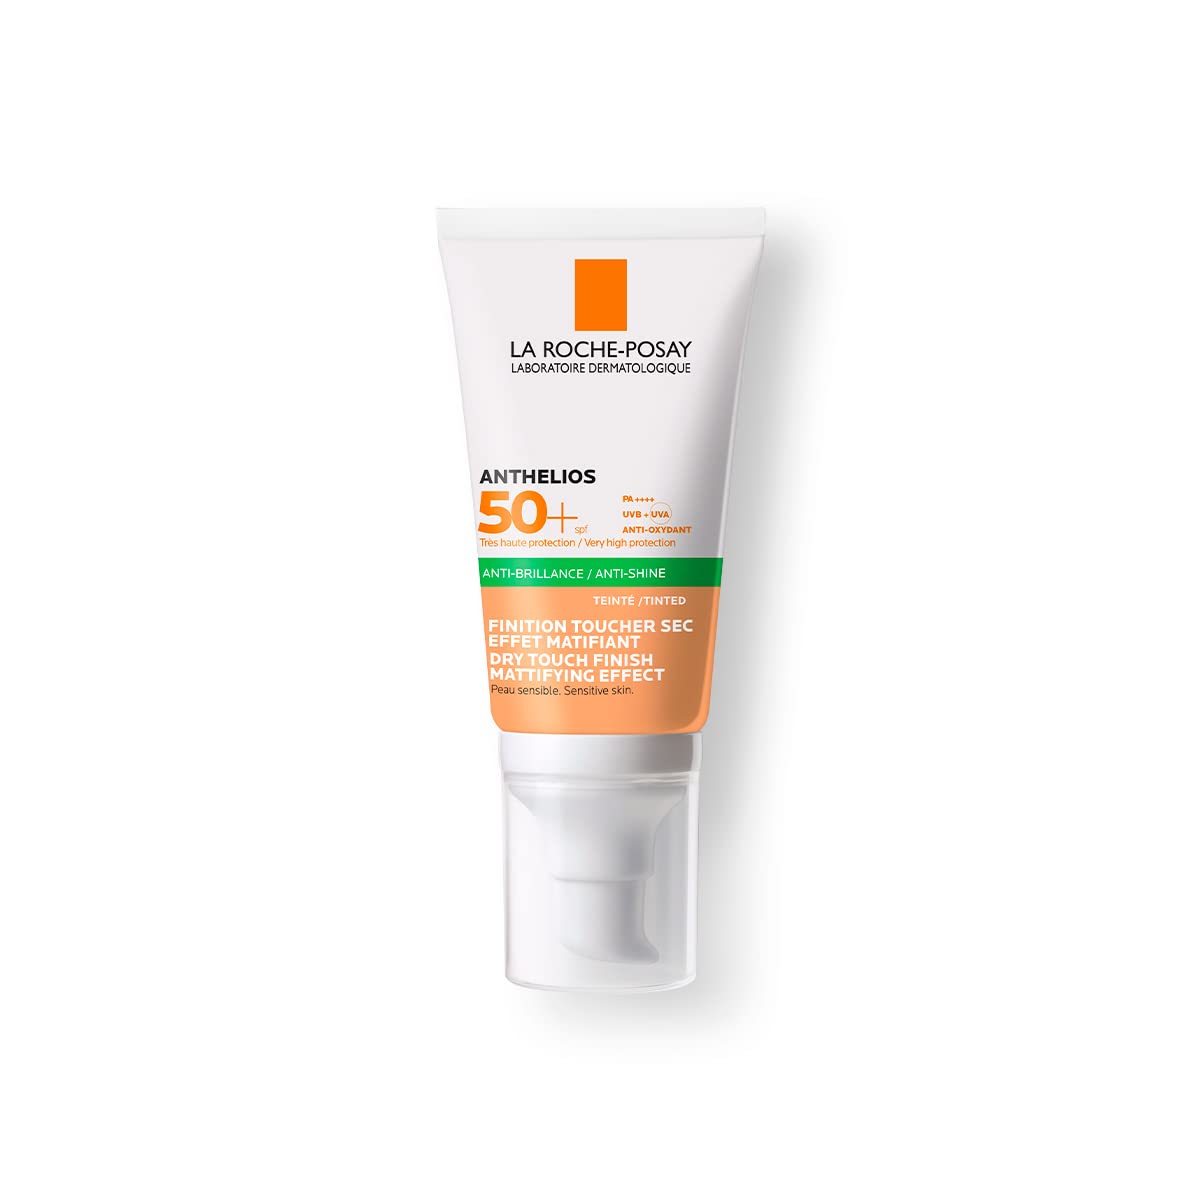 LA ROCHE-POSAY
LABORATOIRE DERMATOLOGIQUE
ANTHELIOS
50+ spf
PA ++++
UVB + UVA
ANTI-OXYDANT
Très haute protection / Very high protection
ANTI-BRILLANCE / ANTI-SHINE
TEINTÉ /TINTED
FINITION TOUCHER SEC
EFFET MATIFIANT
DRY TOUCH FINISH
MATTIFYING EFFECT
Peau sensible. Sensitive skin.